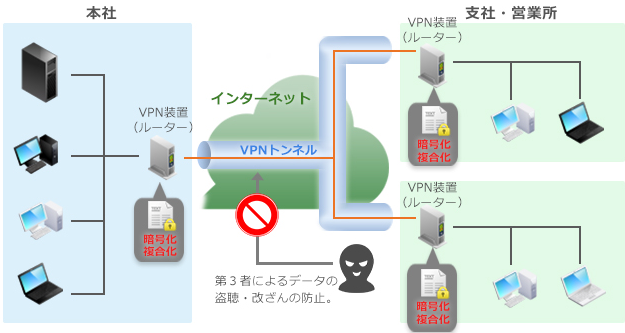 本社
支社・営業所
VPN装置
（ルーター）
インターネット
VPN装置
（ルーター）
VPNトンネル
暗号化
複合化
VPN装置
（ルーター）
暗号化
複合化
第３者によるデータの
盗聴・改ざんの防止。
暗号化
複合化